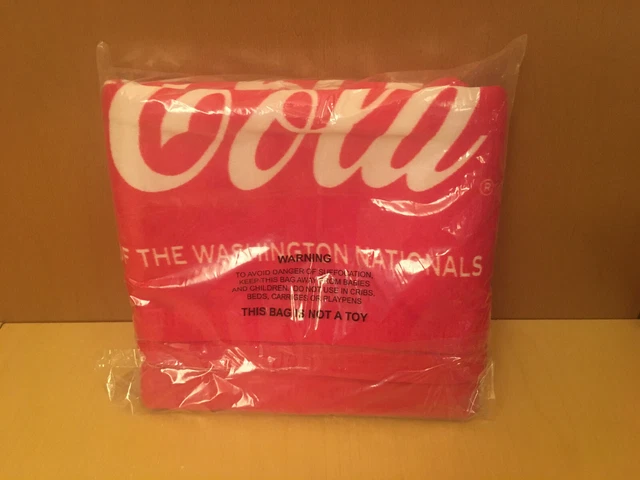 Cola®
F THE WASHINGTON NATIONALS
WARNING
TO AVOID DANGER OF SUFFOCATION,
KEEP THIS BAG AWAY FROM BABIES
AND CHILDREN. DO NOT USE IN CRIBS,
BEDS, CARRIGES OR PLAYPENS
THIS BAG IS NOT A TOY